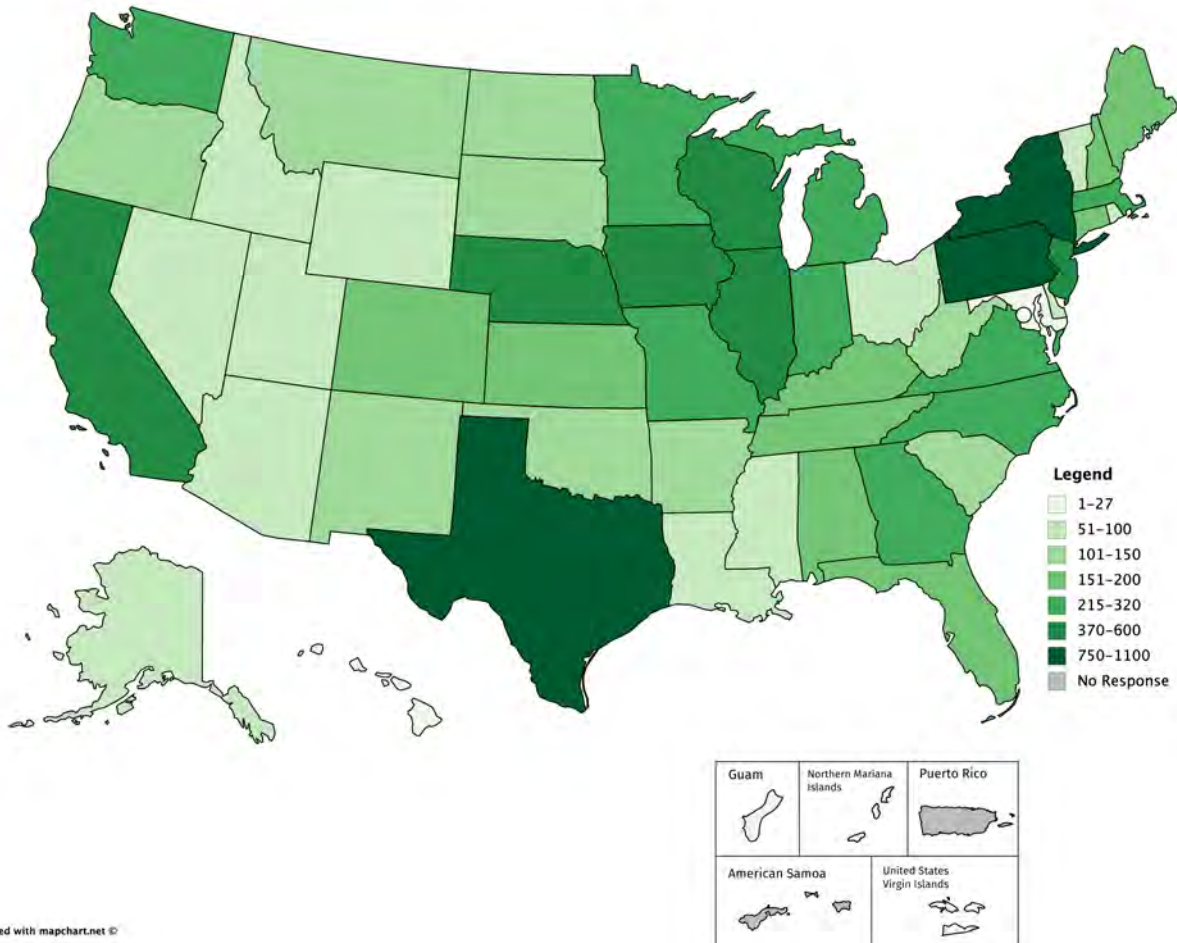 Legend
1–27
51–100
101–150
151–200
215–320
370–600
750–1100
No Response
Guam
Northern Mariana
Islands
Puerto Rico
American Samoa
United States
Virgin Islands
ed with mapchart.net ©